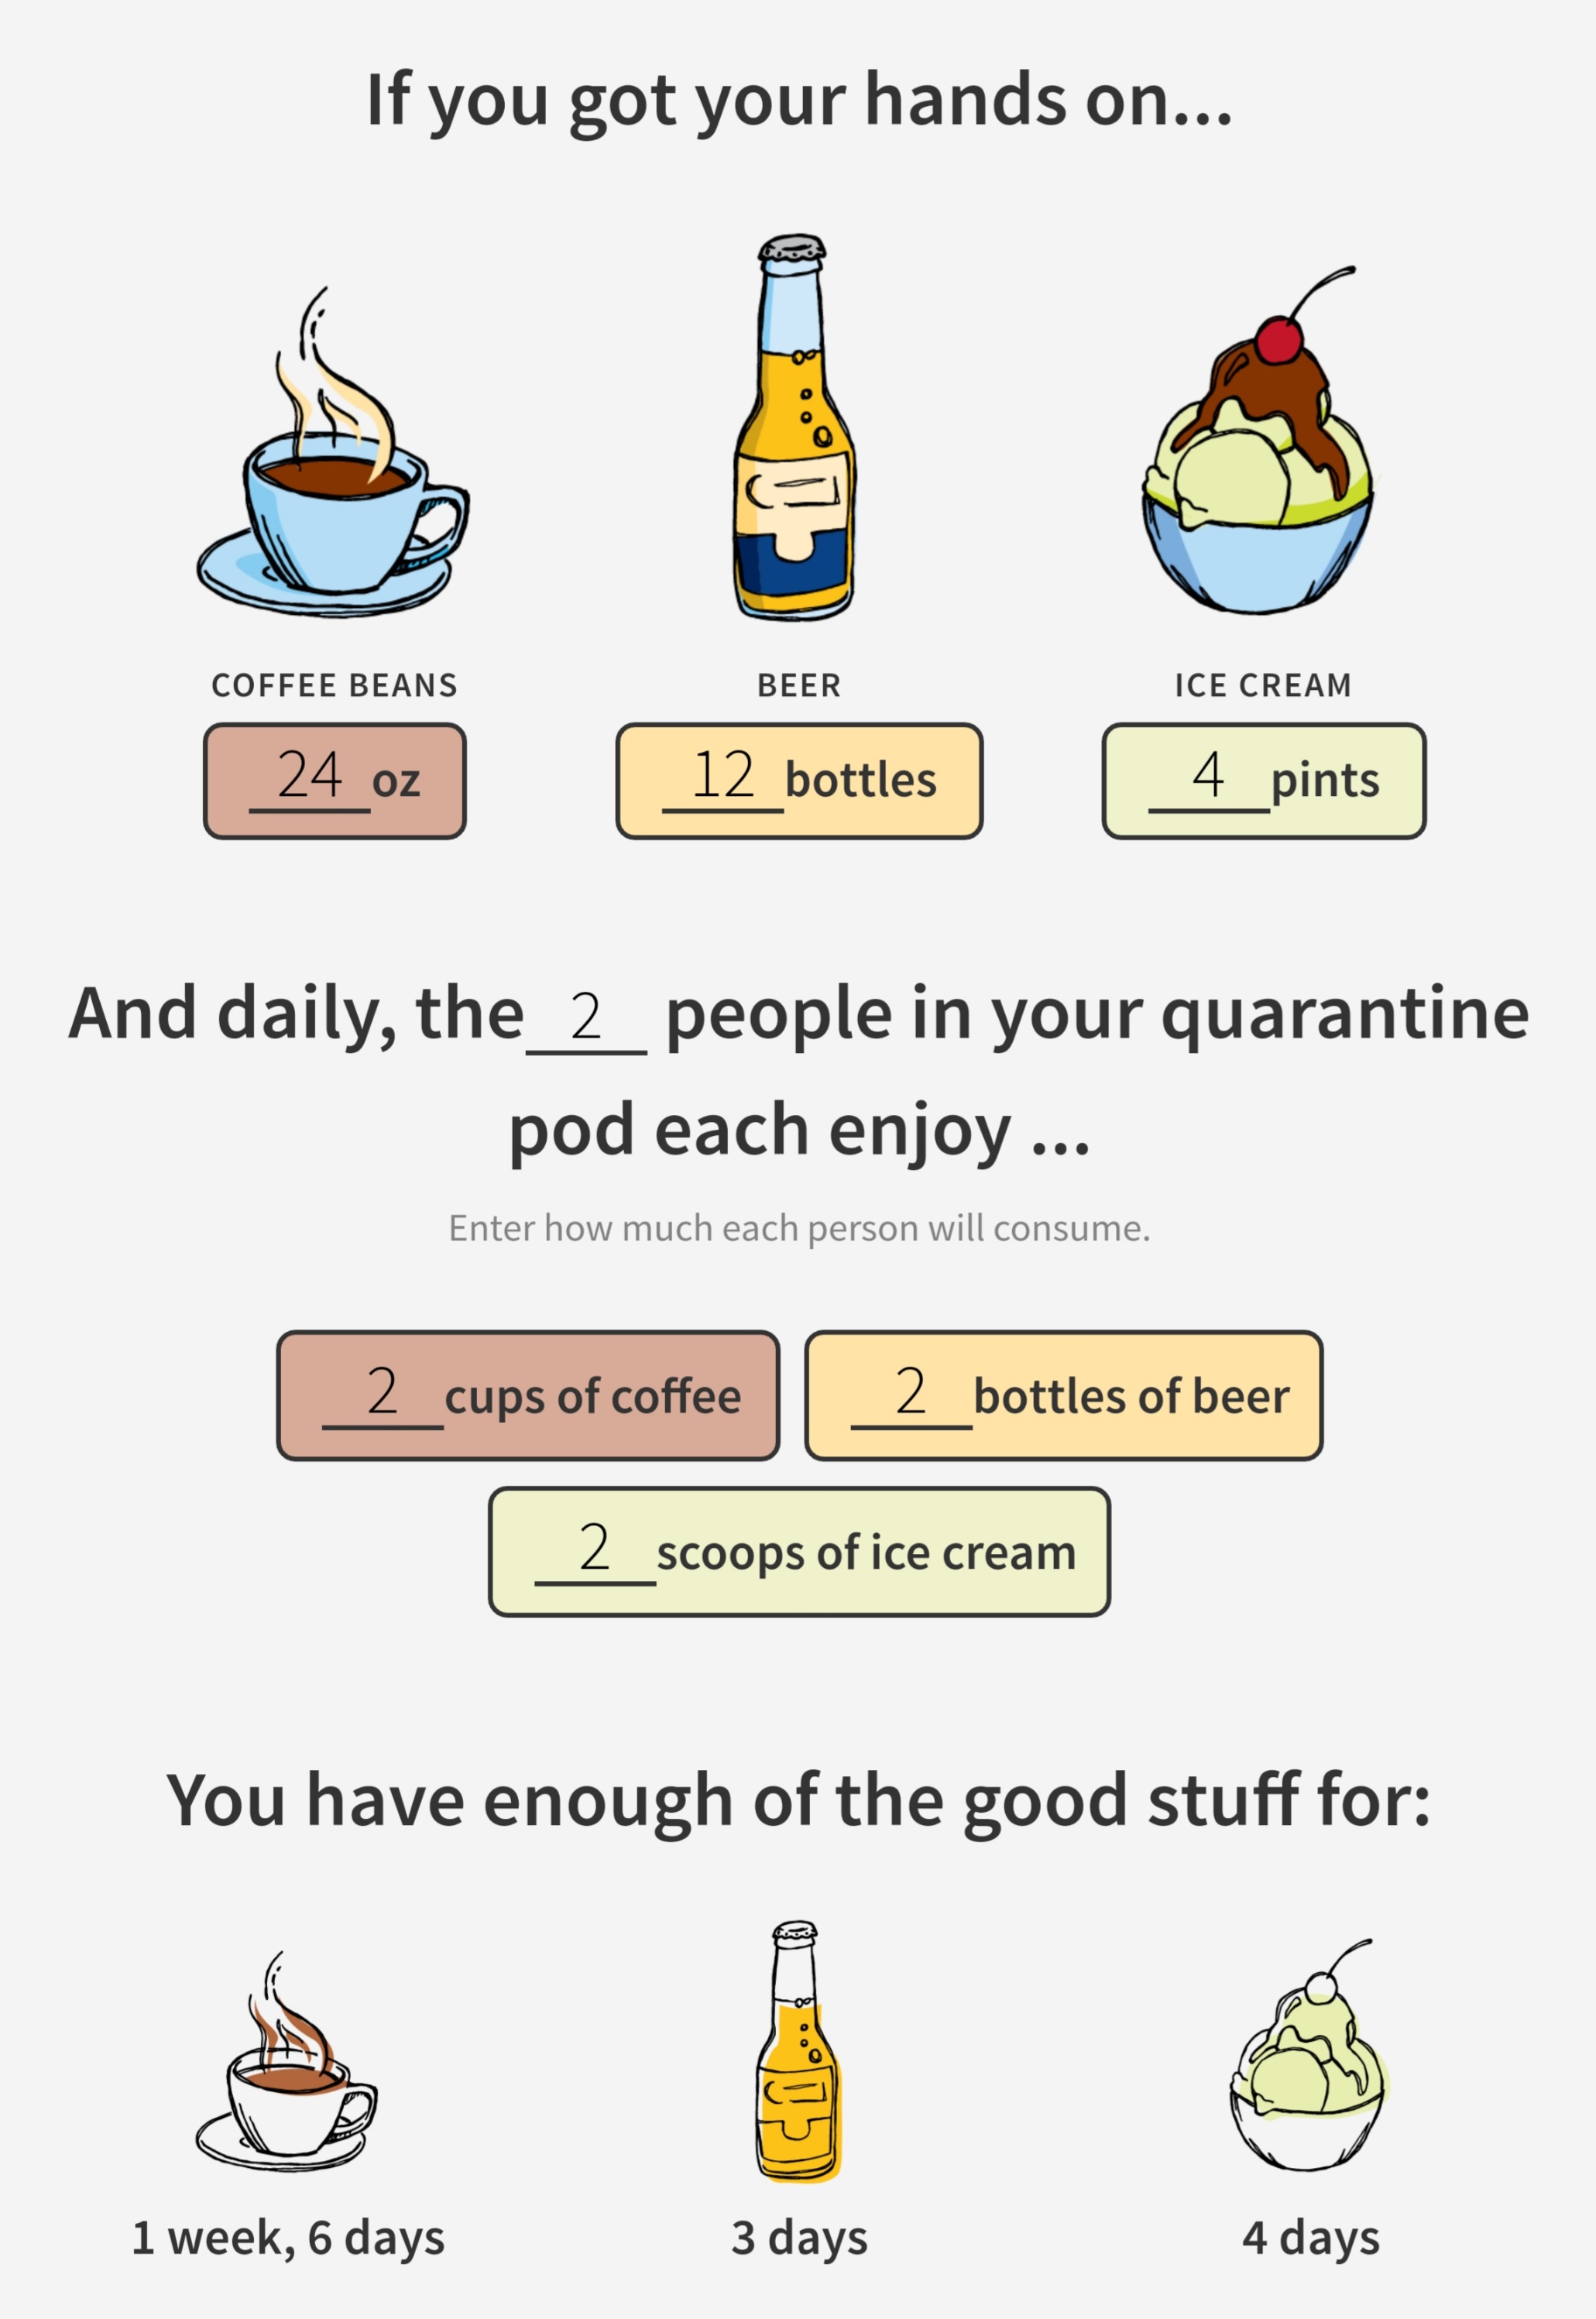 If you got your hands on...
COFFEE BEANS
24 oz
BEER
12 bottles
ICE CREAM
4 pints
And daily, the 2 people in your quarantine
pod each enjoy ...
Enter how much each person will consume.
2 cups of coffee
2 bottles of beer
2 scoops of ice cream
You have enough of the good stuff for:
1 week, 6 days
3 days
4 days